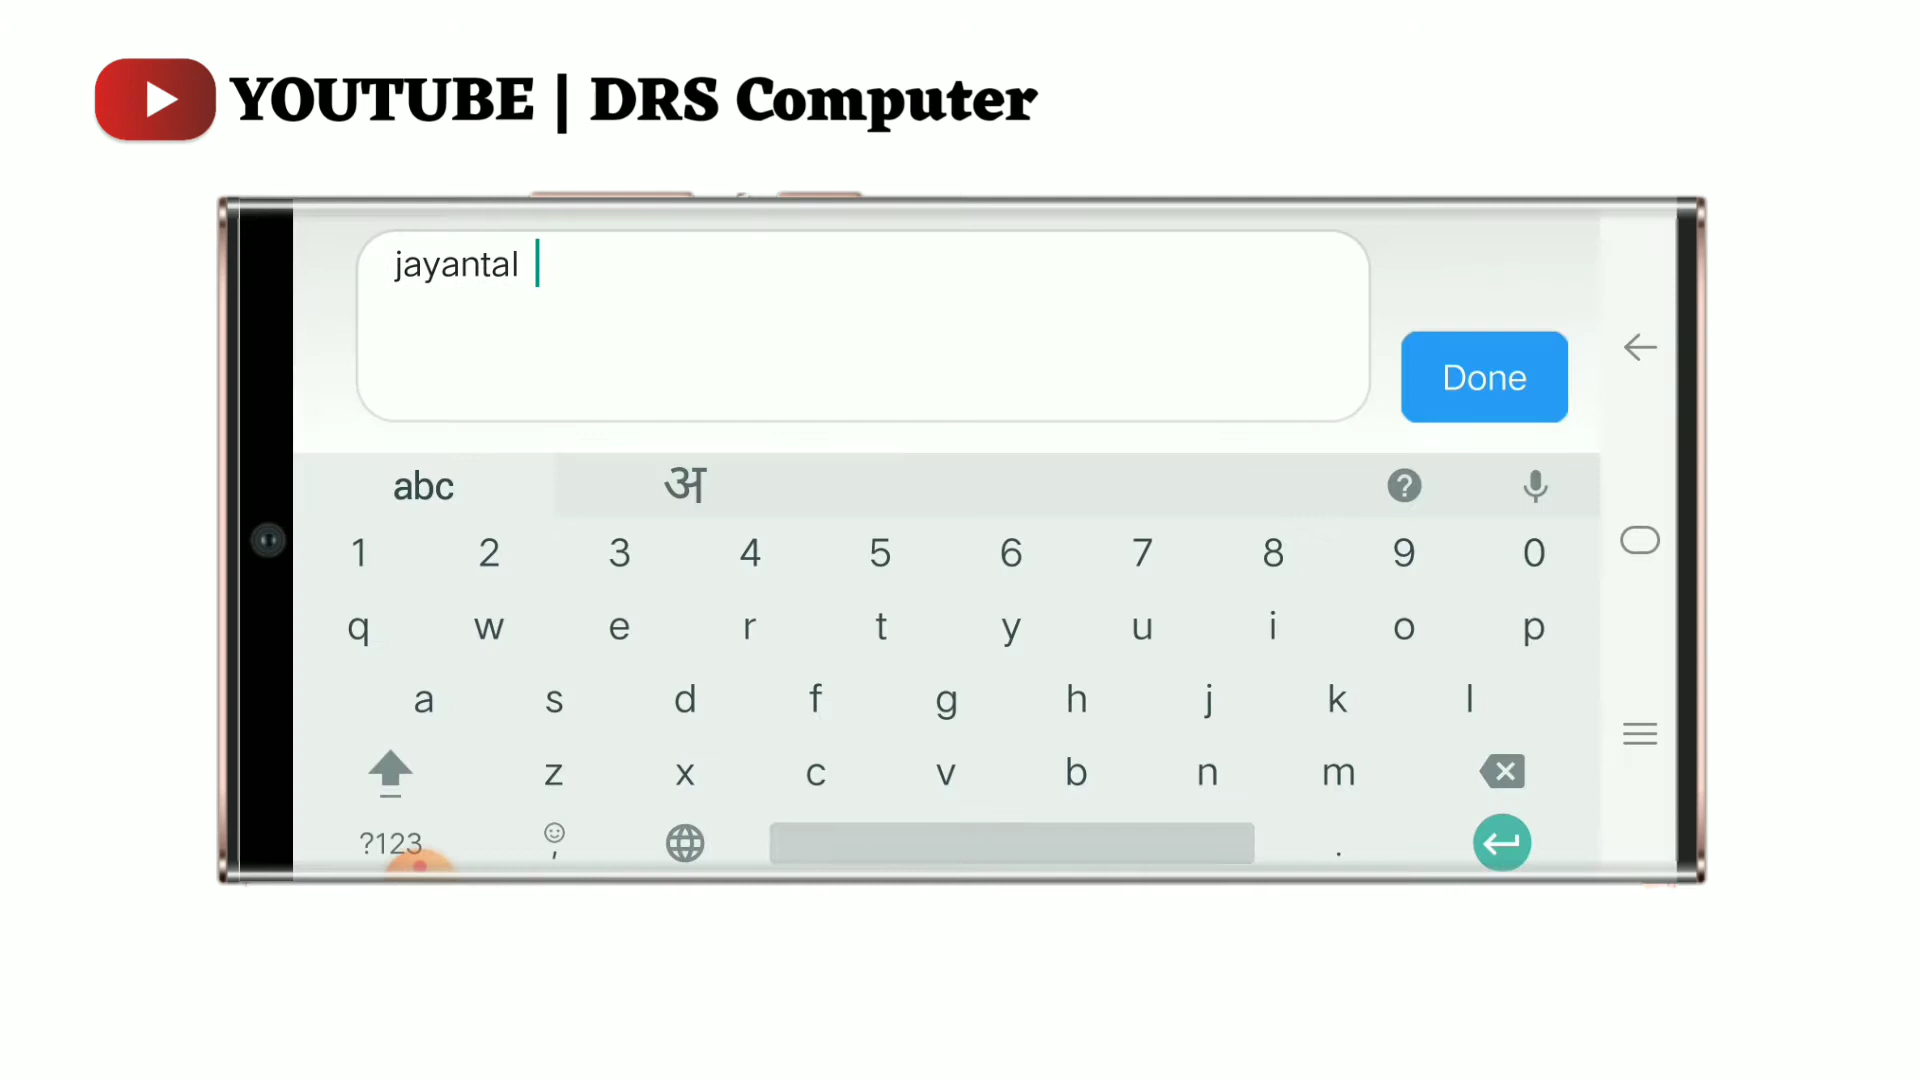 YOUTUBE | DRS Computer
jayantal
Done
abc अ
1 2 3 4 5 6 7 8 9 0
q w e r t y u i o p
a s d f g h j k l
z x c v b n m
?123 , .